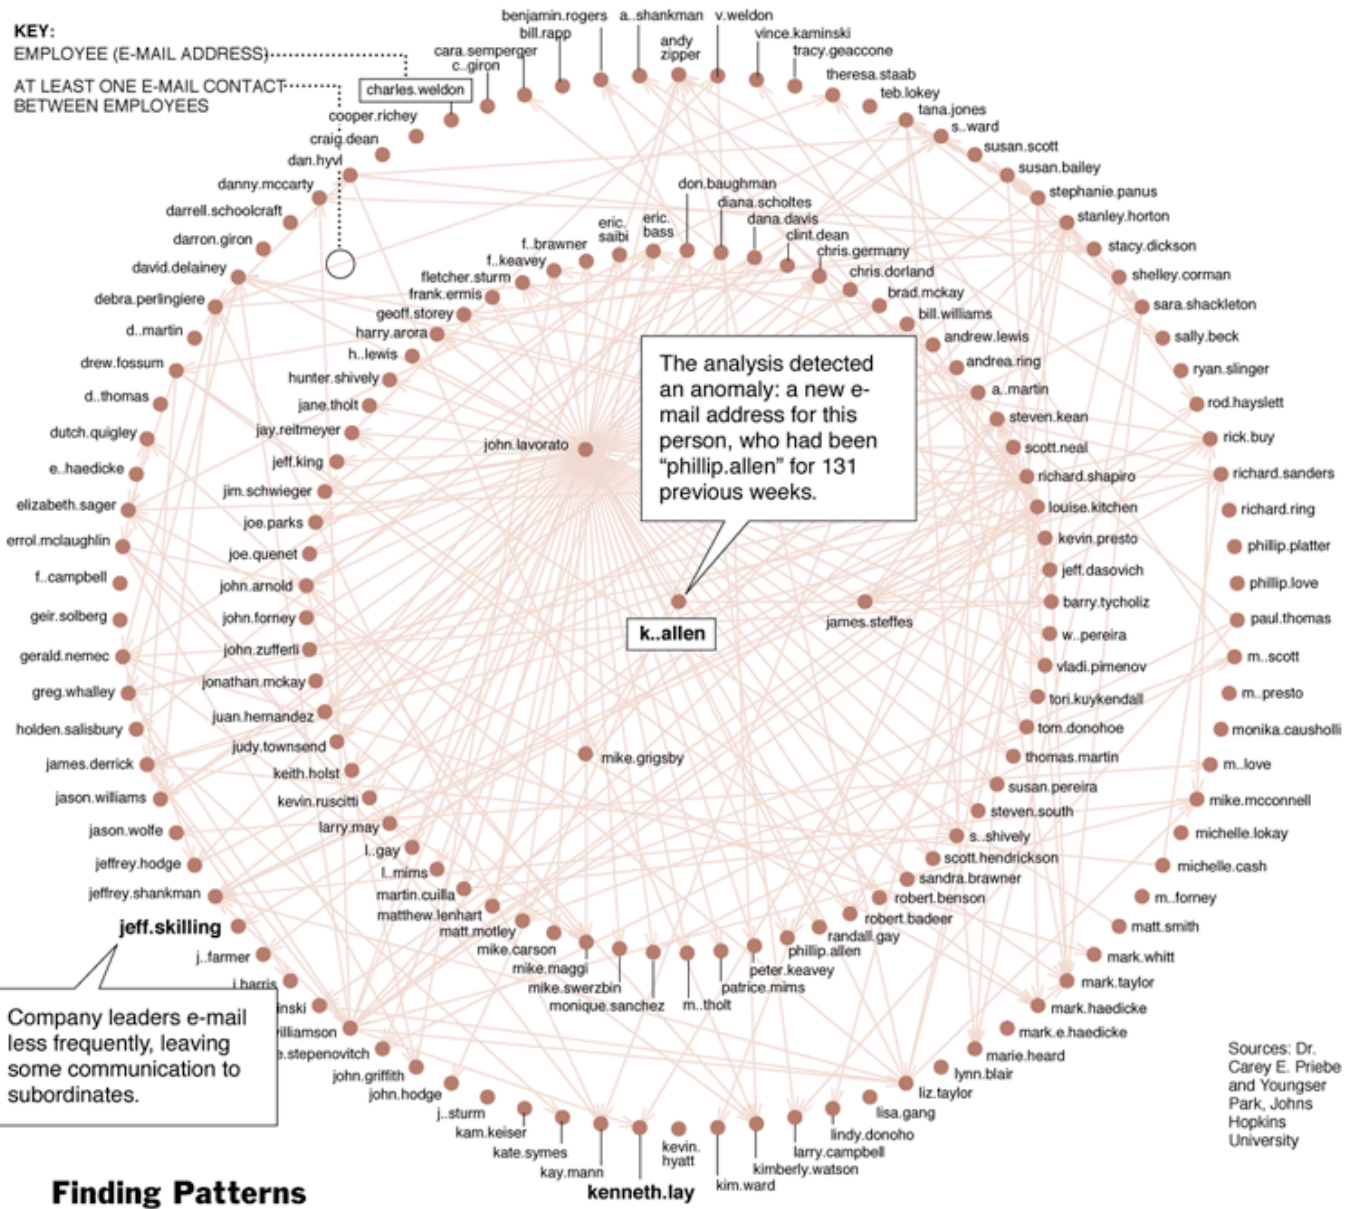 KEY:
EMPLOYEE (E-MAIL ADDRESS)
AT LEAST ONE E-MAIL CONTACT
BETWEEN EMPLOYEES
benjamin.rogers
a..shankman
v.weldon
bill.rapp
andy
zipper
vince.kaminski
cara.semperger
tracy.geaccone
c..giron
theresa.staab
charles.weldon
teb.lokey
cooper.richey
tana.jones
craig.dean
s..ward
dan.hyvl
susan.scott
danny.mccarty
susan.bailey
darrell.schoolcraft
stephanie.panus
darron.giron
stanley.horton
david.delainey
stacy.dickson
debra.perlingiere
shelley.corman
d..martin
sara.shackleton
drew.fossum
sally.beck
d..thomas
ryan.slinger
dutch.quigley
rod.hayslett
e..haedicke
rick.buy
elizabeth.sager
richard.sanders
errol.mclaughlin
richard.ring
f..campbell
phillip.platter
geir.solberg
phillip.love
gerald.nemec
paul.thomas
greg.whalley
m..scott
holden.salisbury
m..presto
james.derrick
monika.causholli
jason.williams
m..love
jason.wolfe
mike.mcconnell
jeffrey.hodge
michelle.lokay
jeffrey.shankman
michelle.cash
jeff.skilling
m..forney
j..farmer
matt.smith
j.harris
mark.whitt
inski
mark.taylor
illiamson
mark.haedicke
e.stepenovitch
mark.e.haedicke
john.griffith
marie.heard
john.hodge
lynn.blair
j..sturm
liz.taylor
kam.keiser
lisa.gang
kate.symes
lindy.donoho
kay.mann
larry.campbell
kenneth.lay
kimberly.watson
kevin.
hyatt
kim.ward
don.baughman
diana.scholtes
eric.
saibi
eric.
bass
dana.davis
f..brawner
clint.dean
f..keavey
chris.germany
fletcher.sturm
chris.dorland
frank.ermis
brad.mckay
geoff.storey
bill.williams
harry.arora
andrew.lewis
h..lewis
andrea.ring
hunter.shively
a..martin
jane.tholt
steven.kean
jay.reitmeyer
scott.neal
jeff.king
richard.shapiro
jim.schwieger
louise.kitchen
joe.parks
kevin.presto
joe.quenet
jeff.dasovich
john.arnold
barry.tycholiz
john.forney
w..pereira
john.zufferli
vladi.pimenov
jonathan.mckay
tori.kuykendall
juan.hernandez
tom.donohoe
judy.townsend
thomas.martin
keith.holst
susan.pereira
kevin.ruscitti
steven.south
larry.may
s..shively
l..gay
scott.hendrickson
l..mims
sandra.brawner
martin.cuilla
robert.benson
matthew.lenhart
robert.badeer
matt.motley
randall.gay
mike.carson
phillip.allen
mike.maggi
peter.keavey
mike.swerzbin
patrice.mims
monique.sanchez
m..tholt
john.lavorato
The analysis detected
an anomaly: a new e-
mail address for this
person, who had been
“phillip.allen” for 131
previous weeks.
k..allen
james.steffes
mike.grigsby
Company leaders e-mail
less frequently, leaving
some communication to
subordinates.
Sources: Dr.
Carey E. Priebe
and Youngser
Park, Johns
Hopkins
University
Finding Patterns